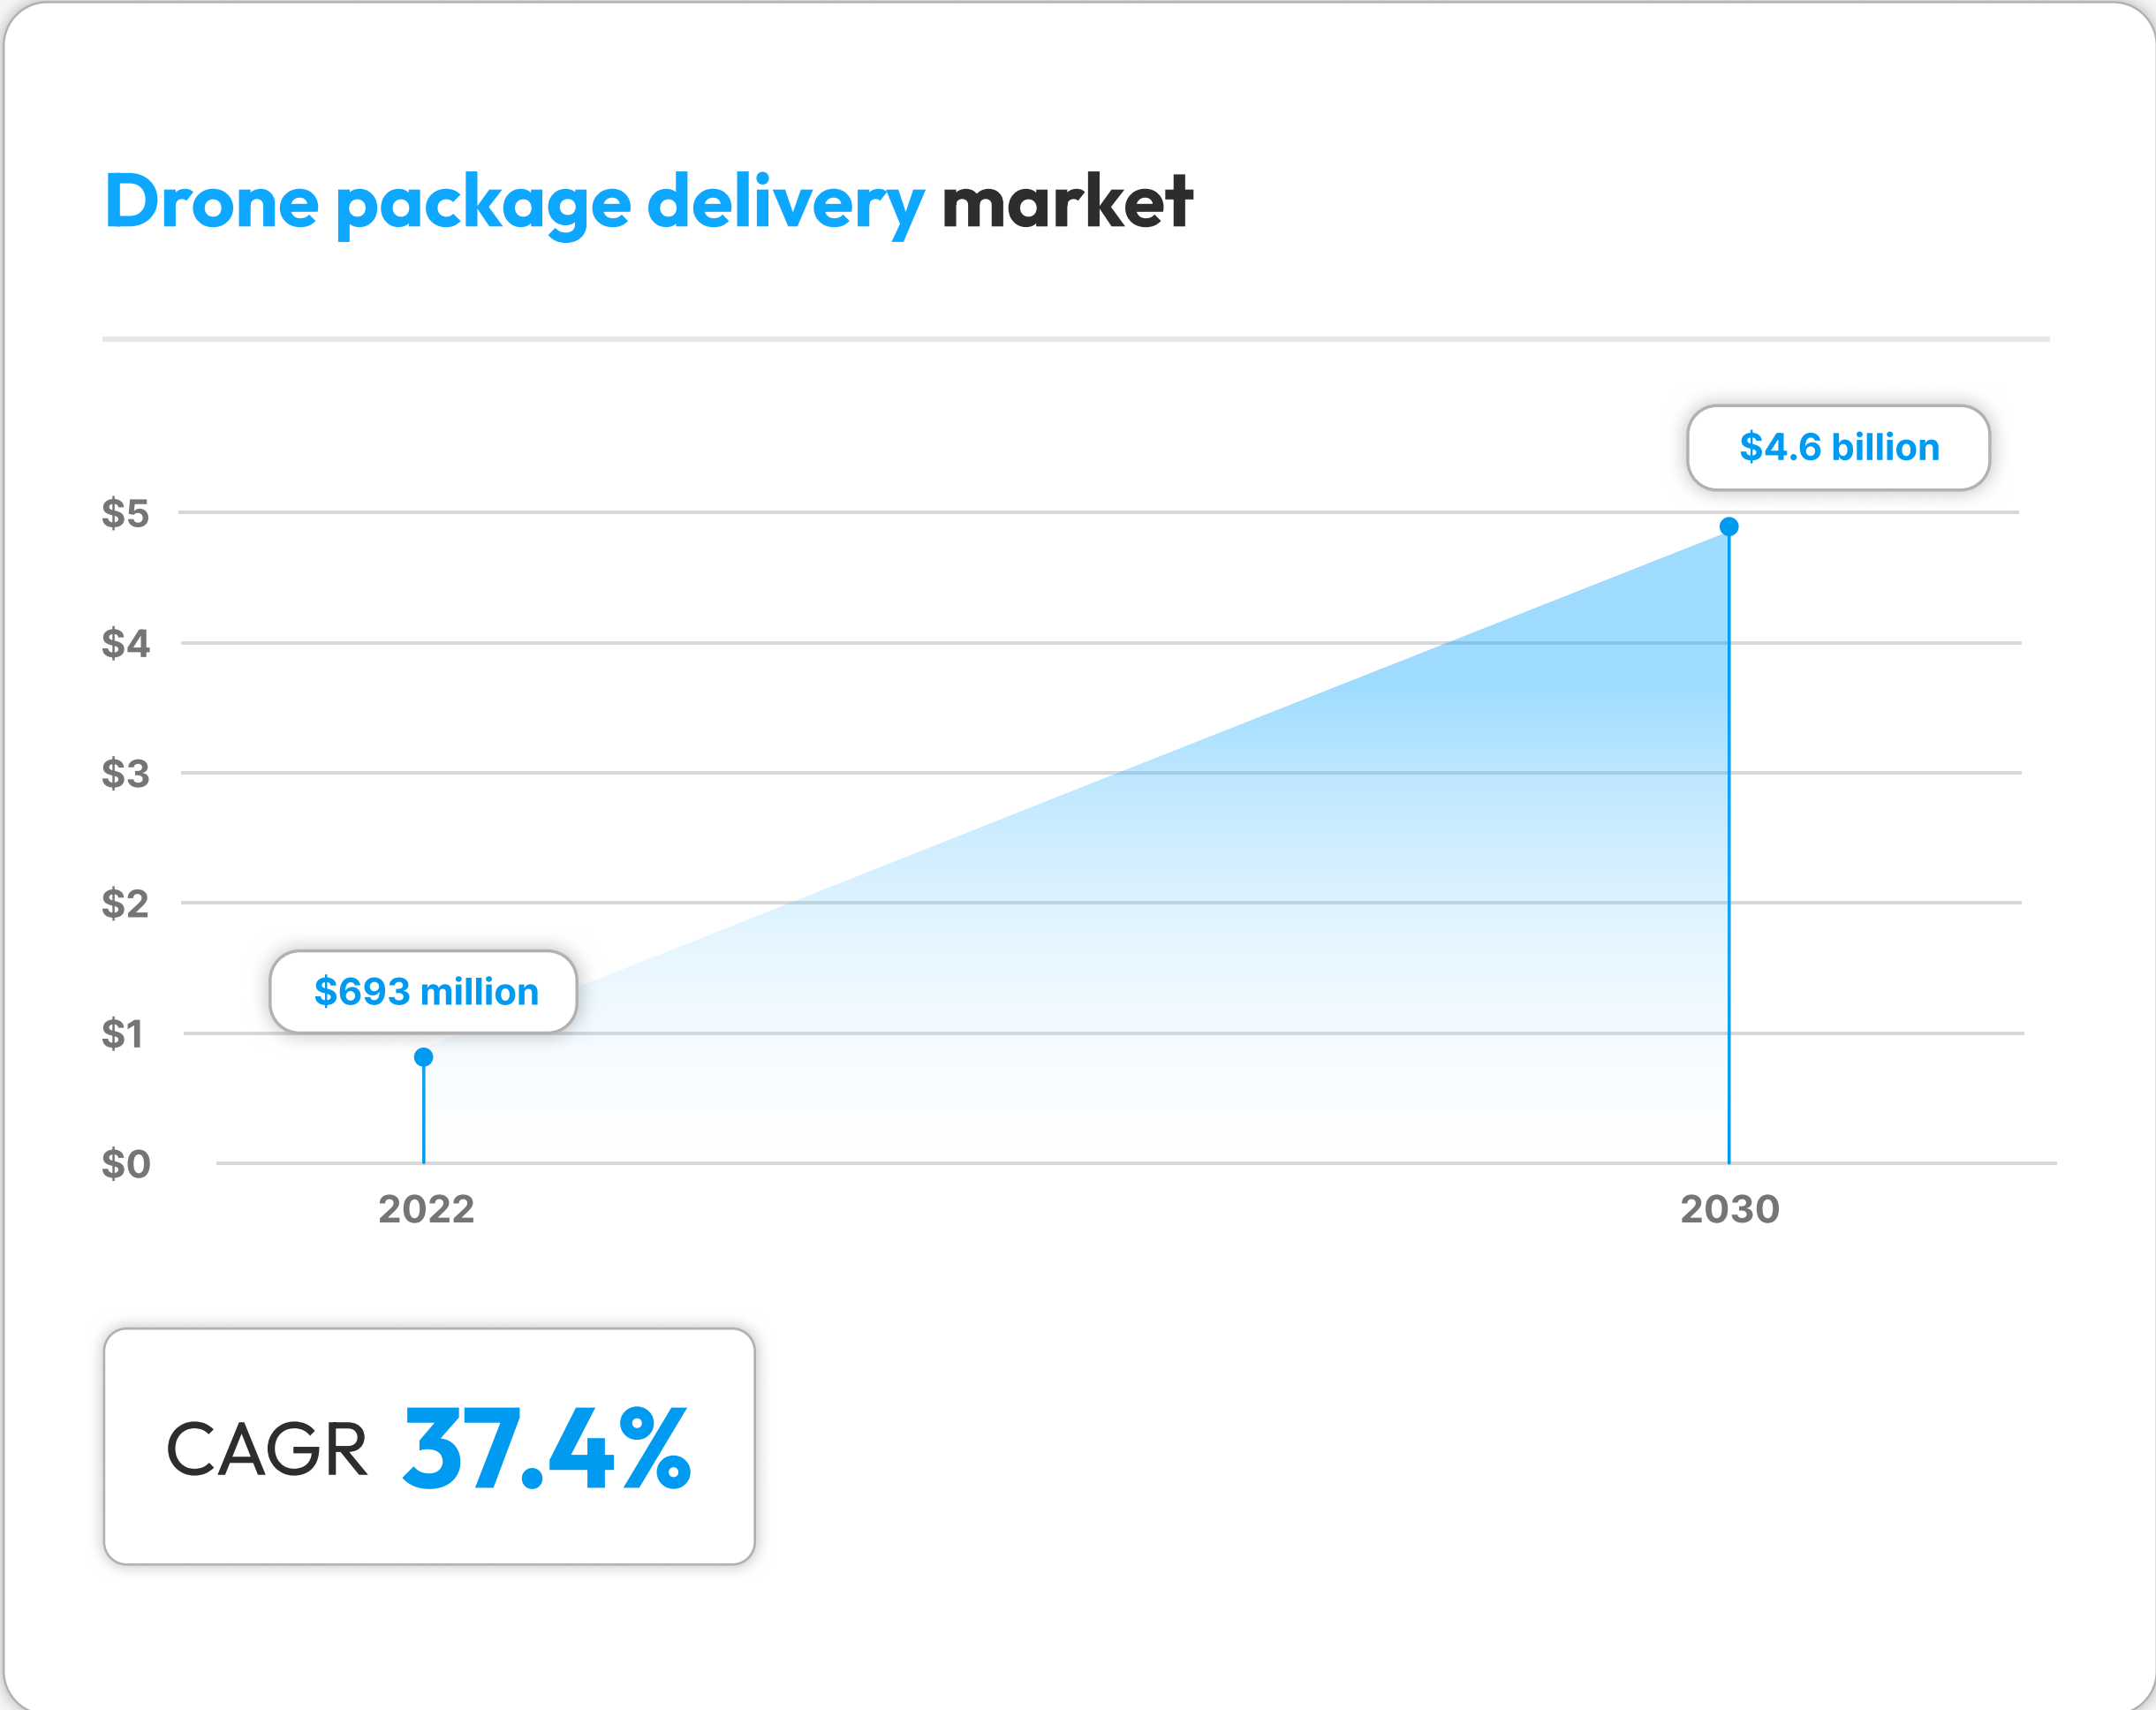 Drone package delivery market
$4.6 billion
$5
$4
$3
$2
$693 million
$1
$0
2022 2030
CAGR 37.4%